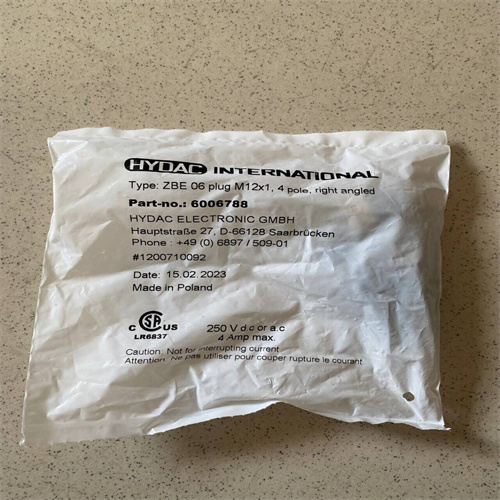 HYDAC INTERNATIONAL
Type: ZBE 06 plug M12x1, 4 pole, right angled
Part-no.: 6006788
HYDAC ELECTRONIC GMBH
Hauptstraße 27, D-66128 Saarbrücken
Phone : +49 (0) 6897 / 509-01
#1200710092
Date: 15.02.2023
Made in Poland
C SA US
LR6837
250 V d.c or a.c
4 Amp max.
Caution: Not for interrupting current
Attention: Ne pas utiliser pour couper rupture le courant